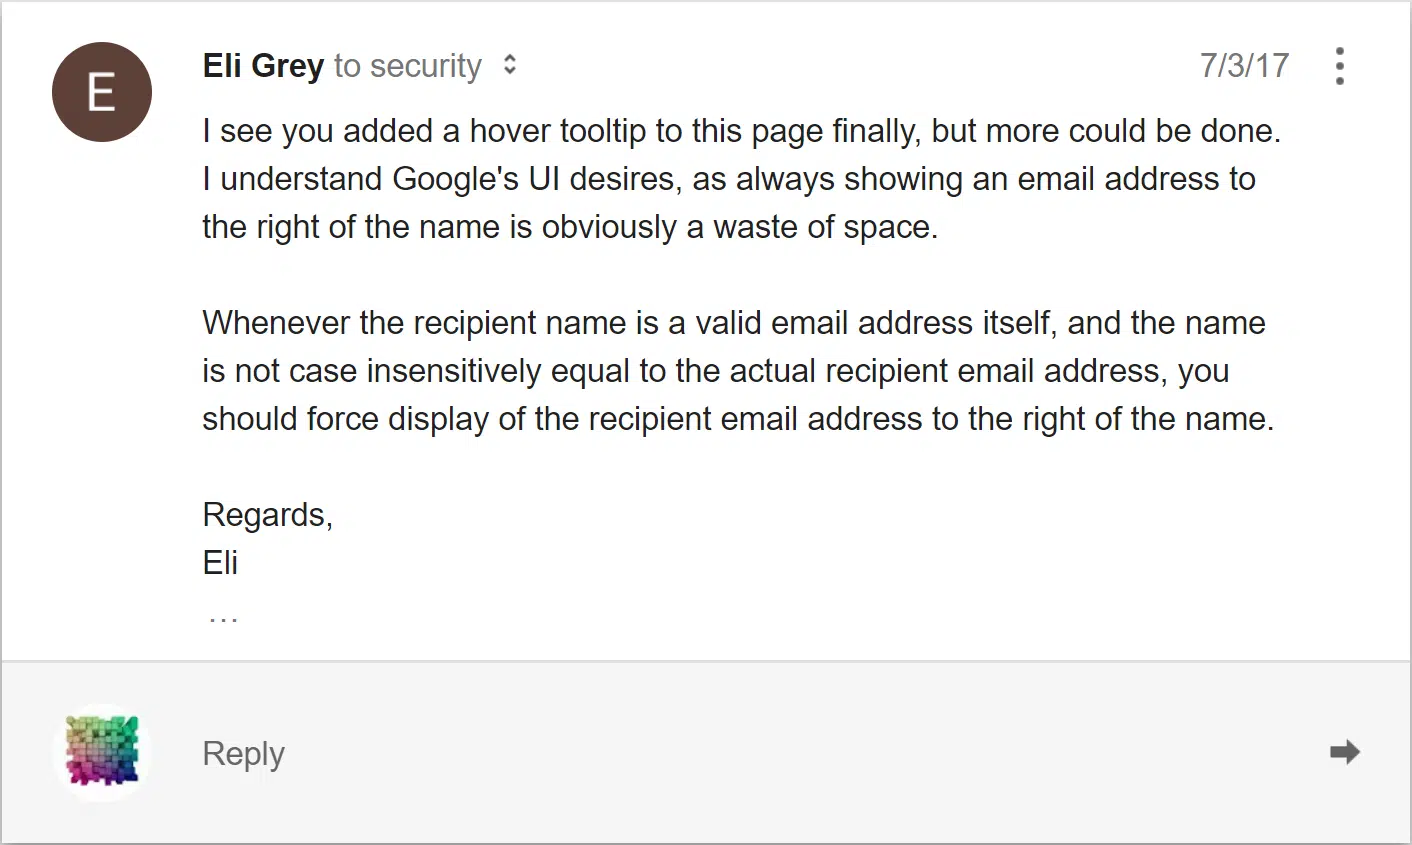 E
Eli Grey to security
7/3/17
I see you added a hover tooltip to this page finally, but more could be done.
I understand Google's UI desires, as always showing an email address to
the right of the name is obviously a waste of space.
Whenever the recipient name is a valid email address itself, and the name
is not case insensitively equal to the actual recipient email address, you
should force display of the recipient email address to the right of the name.
Regards,
Eli
...
Reply